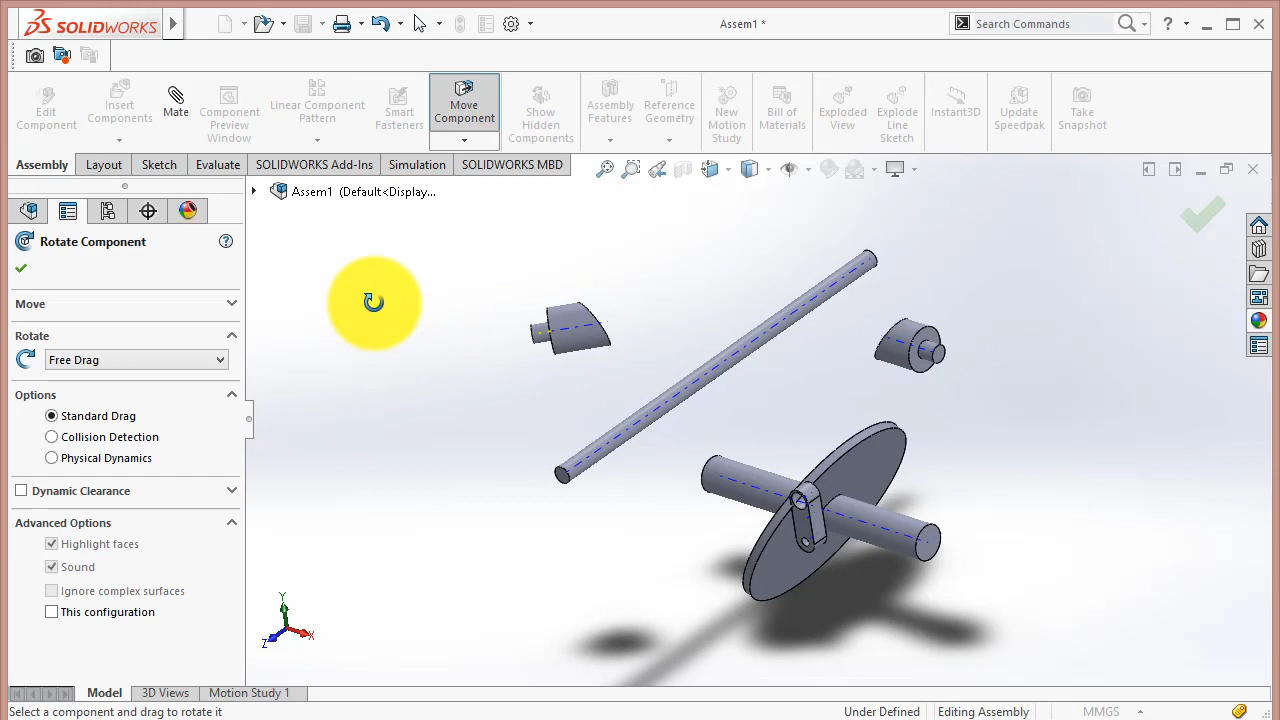 SOLIDWORKS
Assem1 *
Search Commands
?
Edit Component
Insert Components
Mate
Component Preview Window
Linear Component Pattern
Smart Fasteners
Move Component
Show Hidden Components
Assembly Features
Reference Geometry
New Motion Study
Bill of Materials
Exploded View
Explode Line Sketch
Instant3D
Update Speedpak
Take Snapshot
Assembly
Layout
Sketch
Evaluate
SOLIDWORKS Add-Ins
Simulation
SOLIDWORKS MBD
Assem1 (Default<Display...
Rotate Component
?
Move
Rotate
Free Drag
Options
Standard Drag
Collision Detection
Physical Dynamics
Dynamic Clearance
Advanced Options
Highlight faces
Sound
Ignore complex surfaces
This configuration
Y
Z
X
Model
3D Views
Motion Study 1
Select a component and drag to rotate it
Under Defined
Editing Assembly
MMGS